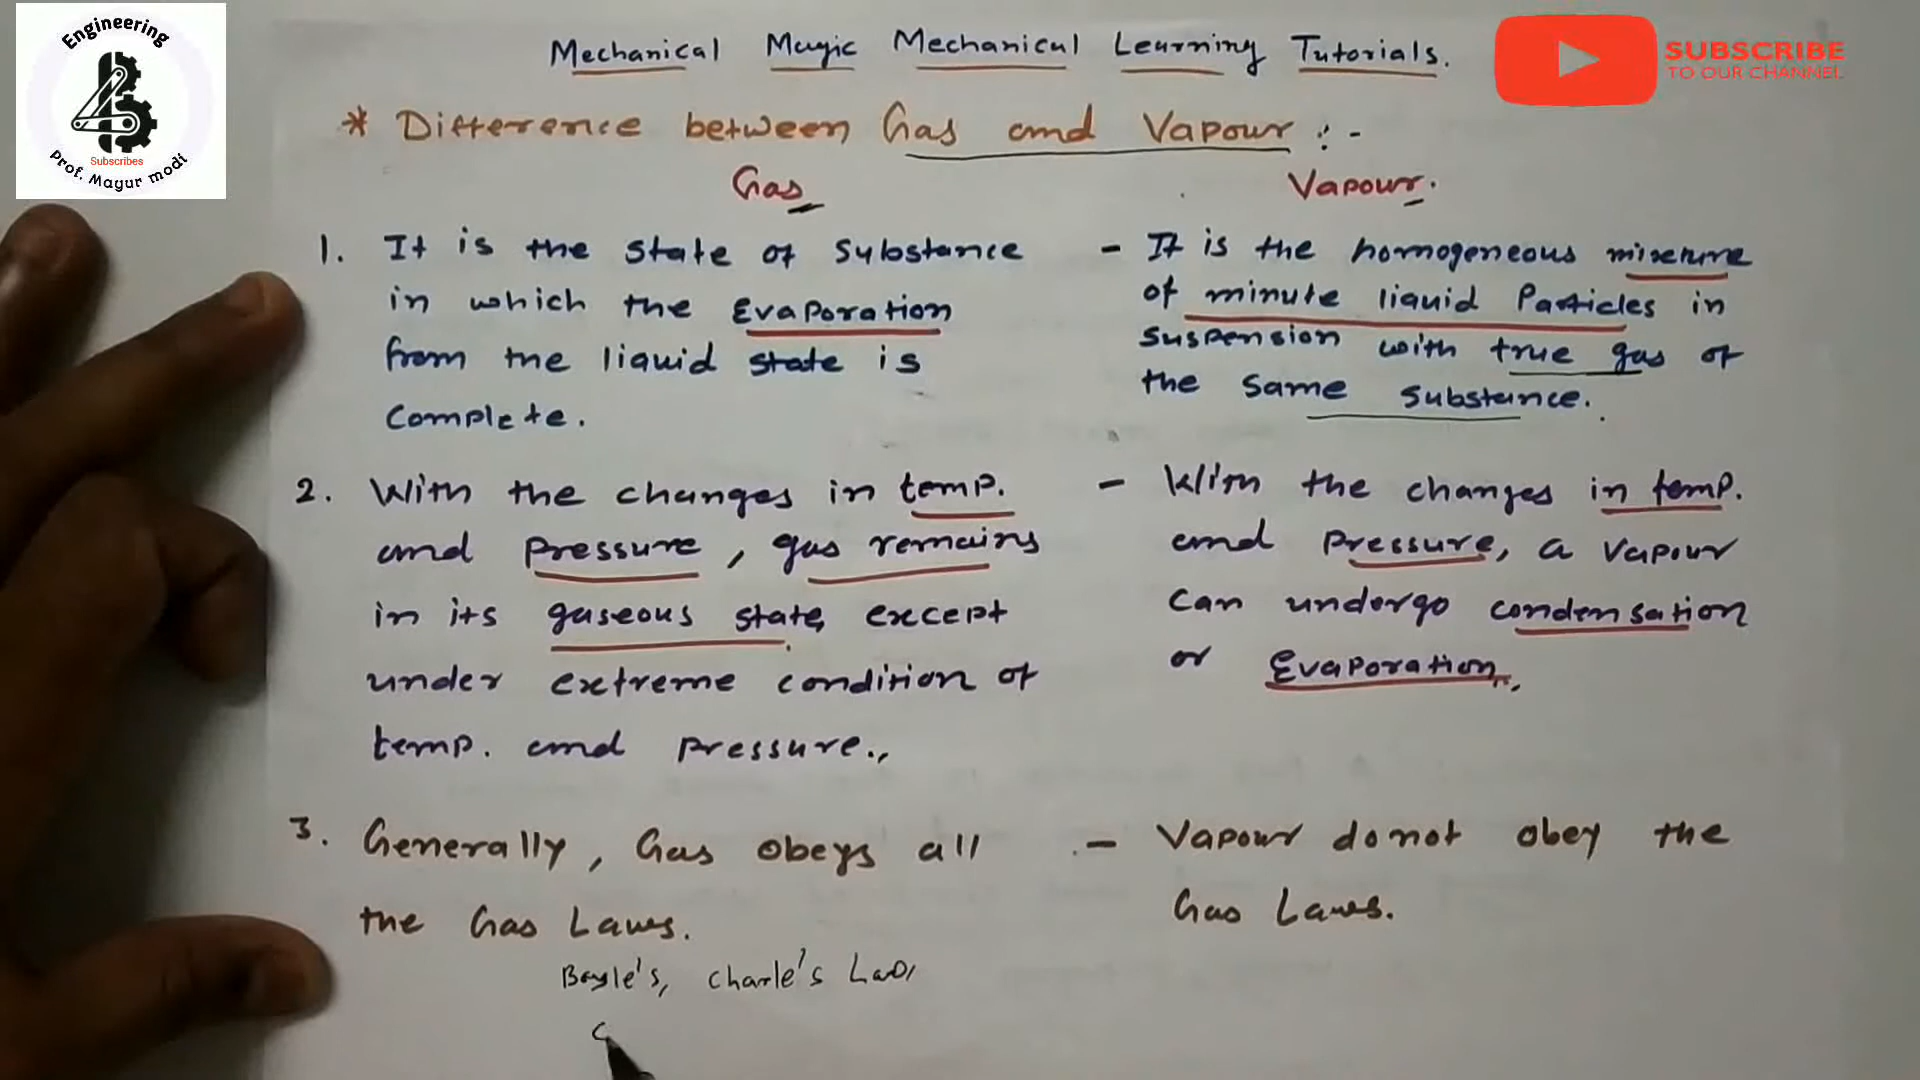 Engineering
Subscribes
Prof. Mayur modi
SUBSCRIBE
TO OUR CHANNEL
Mechanical Magic Mechanical Learning Tutorials.
* Difference between Gas and Vapour :-
Gas
1. It is the state of substance
in which the Evaporation
from the liquid state is
complete.
2. With the changes in temp.
and pressure, gas remains
in its gaseous state, except
under extreme condition of
temp. and pressure.,
3. Generally, Gas obeys all
the Gas Laws.
Boyle's, Charle's Law,
Vapour.
- It is the homogeneous mixture
of minute liquid Particles in
suspension with true gas of
the same substance.
- With the changes in temp.
and pressure, a vapour
can undergo condensation
or Evaporation.
- Vapour do not obey the
Gas Laws.